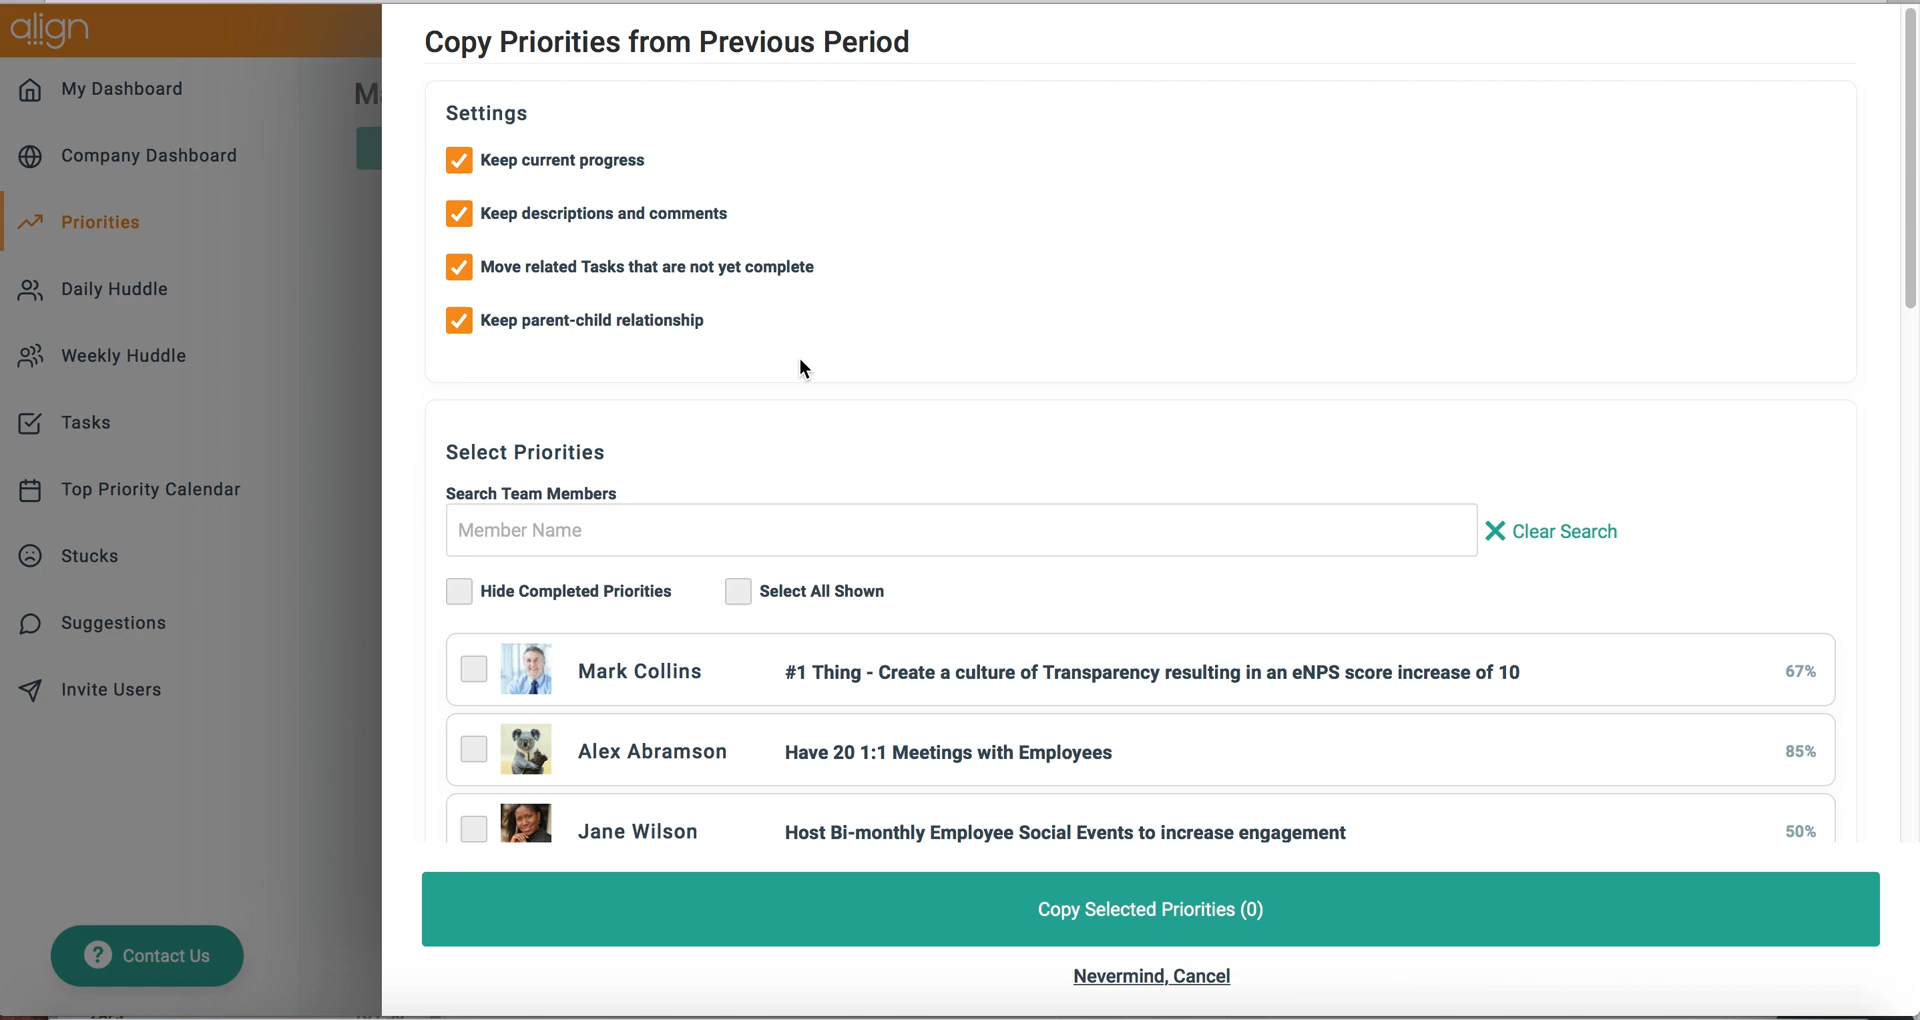 align
My Dashboard
Company Dashboard
Priorities
Daily Huddle
Weekly Huddle
Tasks
Top Priority Calendar
Stucks
Suggestions
Invite Users
? Contact Us
Copy Priorities from Previous Period
Settings
Keep current progress
Keep descriptions and comments
Move related Tasks that are not yet complete
Keep parent-child relationship
Select Priorities
Search Team Members
Member Name
Clear Search
Hide Completed Priorities Select All Shown
Mark Collins #1 Thing - Create a culture of Transparency resulting in an eNPS score increase of 10 67%
Alex Abramson Have 20 1:1 Meetings with Employees 85%
Jane Wilson Host Bi-monthly Employee Social Events to increase engagement 50%
Copy Selected Priorities (0)
Nevermind, Cancel